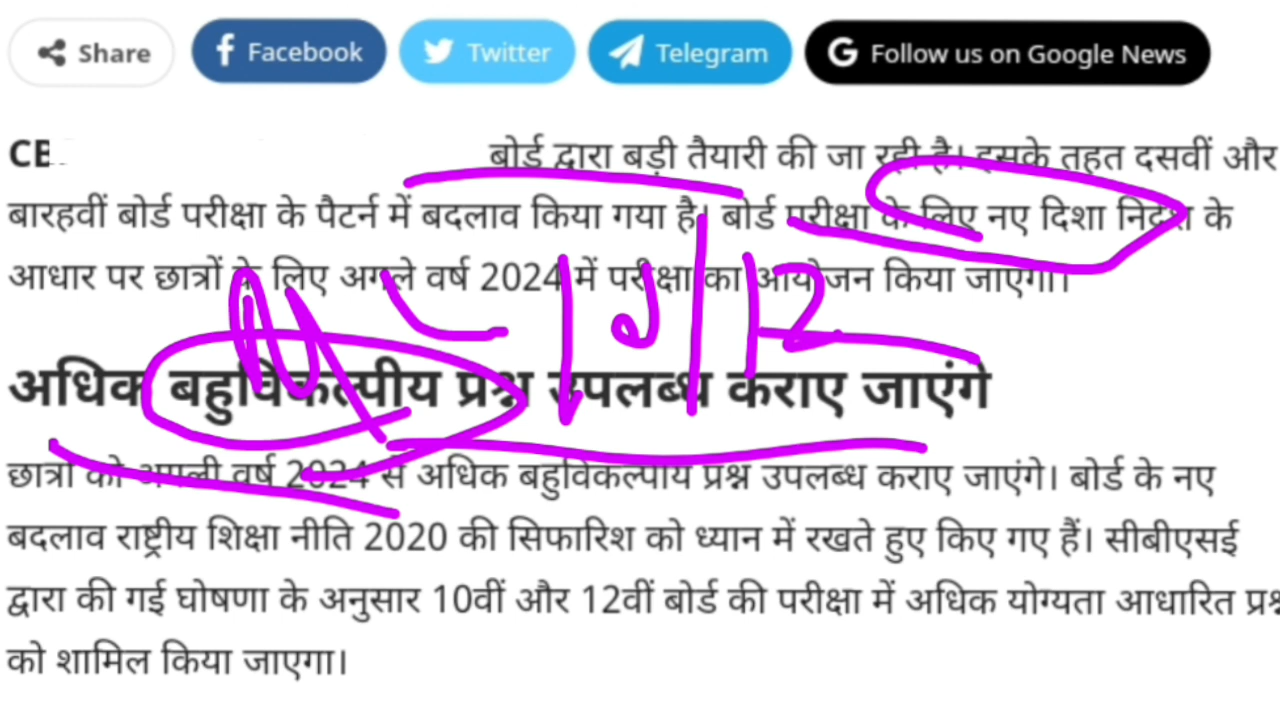 Share Facebook Twitter Telegram Follow us on Google News
CE बोर्ड द्वारा बड़ी तैयारी की जा रही है। इसके तहत दसवीं और
बारहवीं बोर्ड परीक्षा के पैटर्न में बदलाव किया गया है। बोर्ड परीक्षा के लिए नए दिशा निर्देश के
आधार पर छात्रों के लिए अगले वर्ष 2024 में परीक्षा का आयोजन किया जाएगा।
अधिक बहुविकल्पीय प्रश्न उपलब्ध कराए जाएंगे
छात्रों को अगली वर्ष 2024 से अधिक बहुविकल्पीय प्रश्न उपलब्ध कराए जाएंगे। बोर्ड के नए
बदलाव राष्ट्रीय शिक्षा नीति 2020 की सिफारिश को ध्यान में रखते हुए किए गए हैं। सीबीएसई
द्वारा की गई घोषणा के अनुसार 10वीं और 12वीं बोर्ड की परीक्षा में अधिक योग्यता आधारित प्रश्न
को शामिल किया जाएगा।